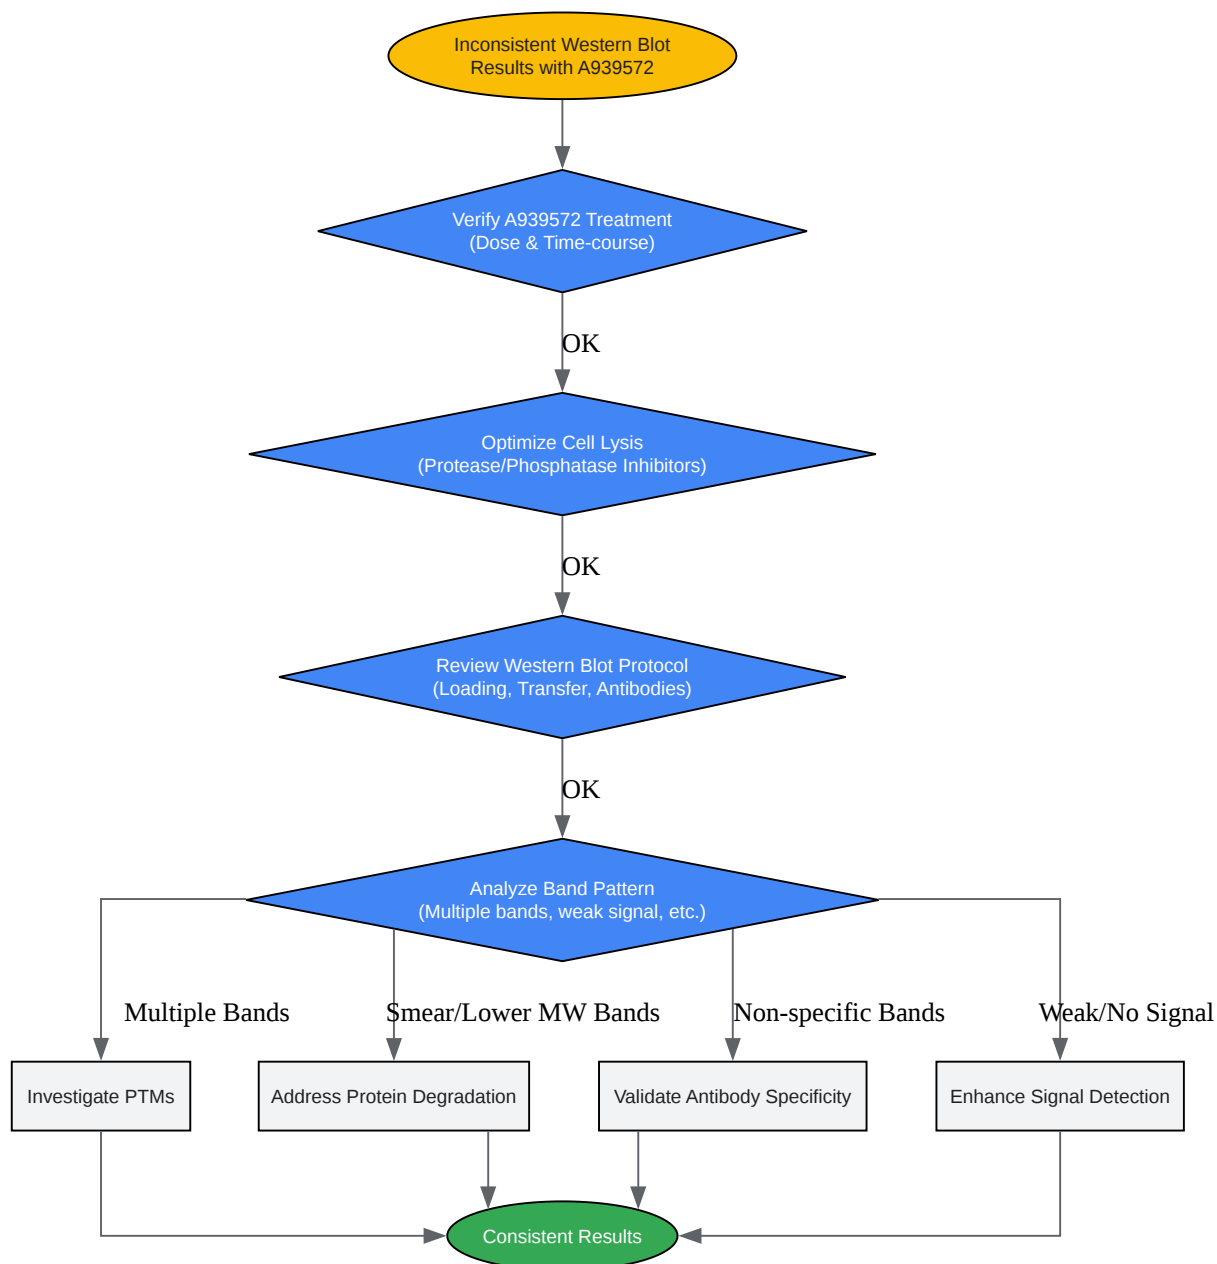 Inconsistent Western Blot
Results with A939572
Verify A939572 Treatment
(Dose & Time-course)
OK
Optimize Cell Lysis
(Protease/Phosphatase Inhibitors)
OK
Review Western Blot Protocol
(Loading, Transfer, Antibodies)
OK
Analyze Band Pattern
(Multiple bands, weak signal, etc.)
Multiple Bands
Smear/Lower MW Bands
Non-specific Bands
Weak/No Signal
Investigate PTMs
Address Protein Degradation
Validate Antibody Specificity
Enhance Signal Detection
Consistent Results